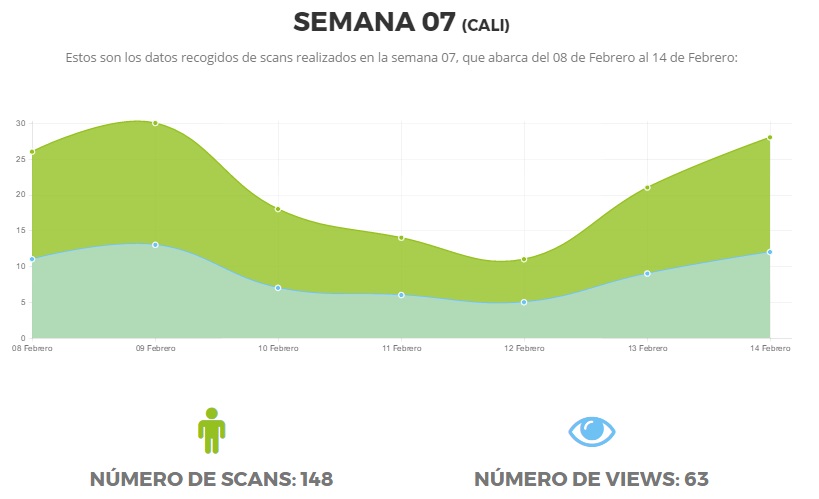 SEMANA 07 (CALI)
Estos son los datos recogidos de scans realizados en la semana 07, que abarca del 08 de Febrero al 14 de Febrero:
30
25
20
15
10
5
0
08 Febrero 09 Febrero 10 Febrero 11 Febrero 12 Febrero 13 Febrero 14 Febrero
NÚMERO DE SCANS: 148 NÚMERO DE VIEWS: 63